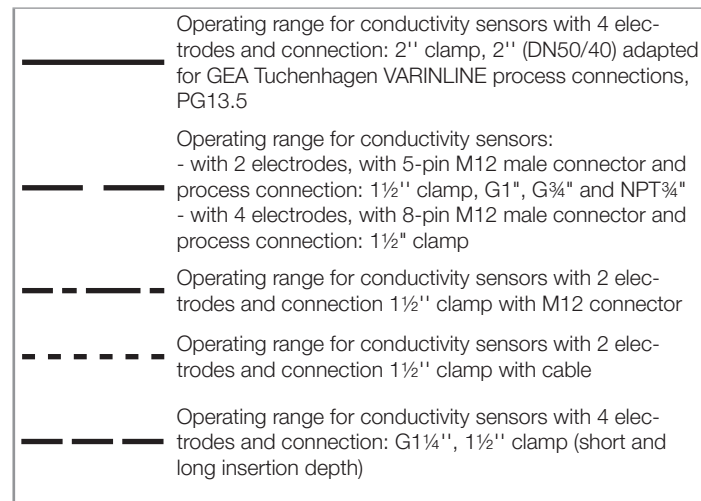 Operating range for conductivity sensors with 4 elec-
trodes and connection: 2'' clamp, 2'' (DN50/40) adapted
for GEA Tuchenhagen VARINLINE process connections,
PG13.5
Operating range for conductivity sensors:
- with 2 electrodes, with 5-pin M12 male connector and
process connection: 1½'' clamp, G1", G¾" and NPT¾"
- with 4 electrodes, with 8-pin M12 male connector and
process connection: 1½" clamp
Operating range for conductivity sensors with 2 elec-
trodes and connection 1½'' clamp with M12 connector
Operating range for conductivity sensors with 2 elec-
trodes and connection 1½'' clamp with cable
Operating range for conductivity sensors with 4 elec-
trodes and connection: G1¼'', 1½'' clamp (short and
long insertion depth)